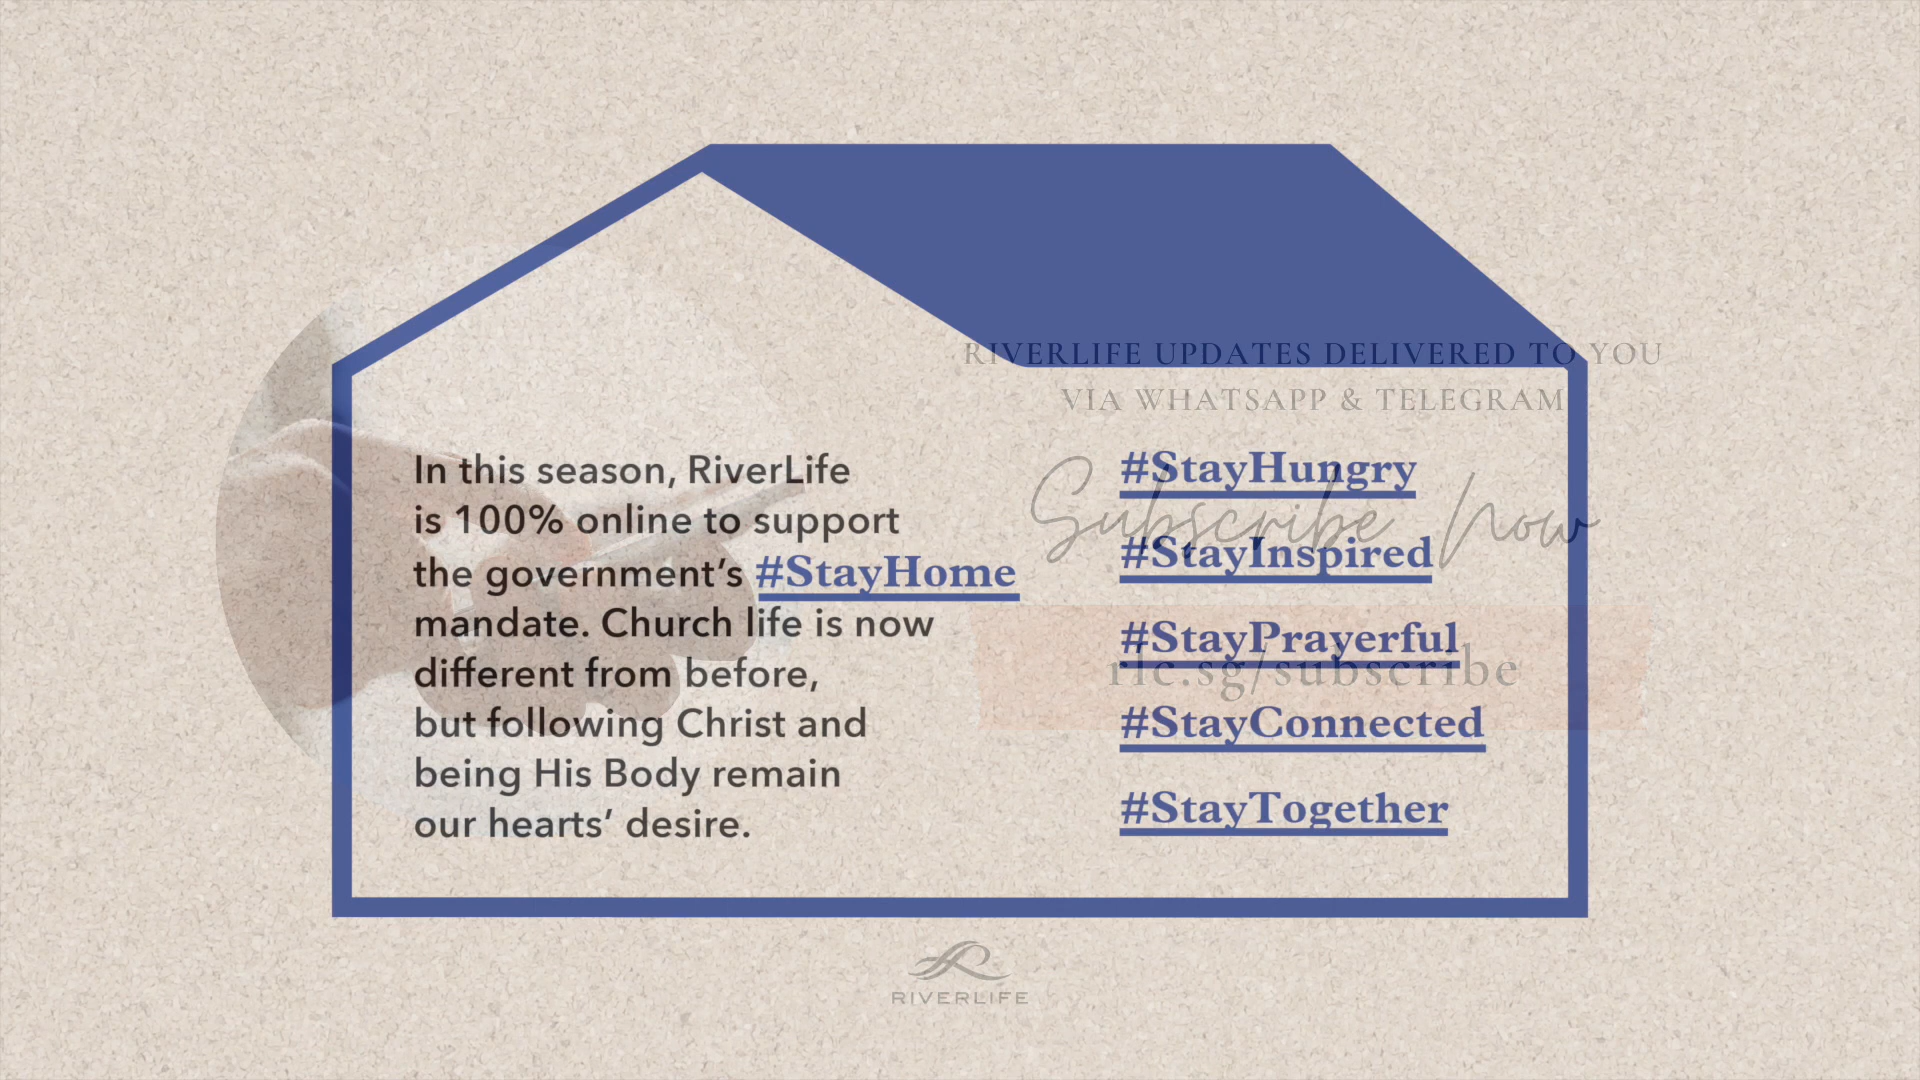 In this season, RiverLife
is 100% online to support
the government's #StayHome
mandate. Church life is now
different from before,
but following Christ and
being His Body remain
our hearts' desire.
RIVERLIFE UPDATES DELIVERED TO YOU
VIA WHATSAPP & TELEGRAM
#StayHungry
Subscribe Now
#StayInspired
#StayPrayerful
rlc.sg/subscribe
#StayConnected
#StayTogether
RIVERLIFE